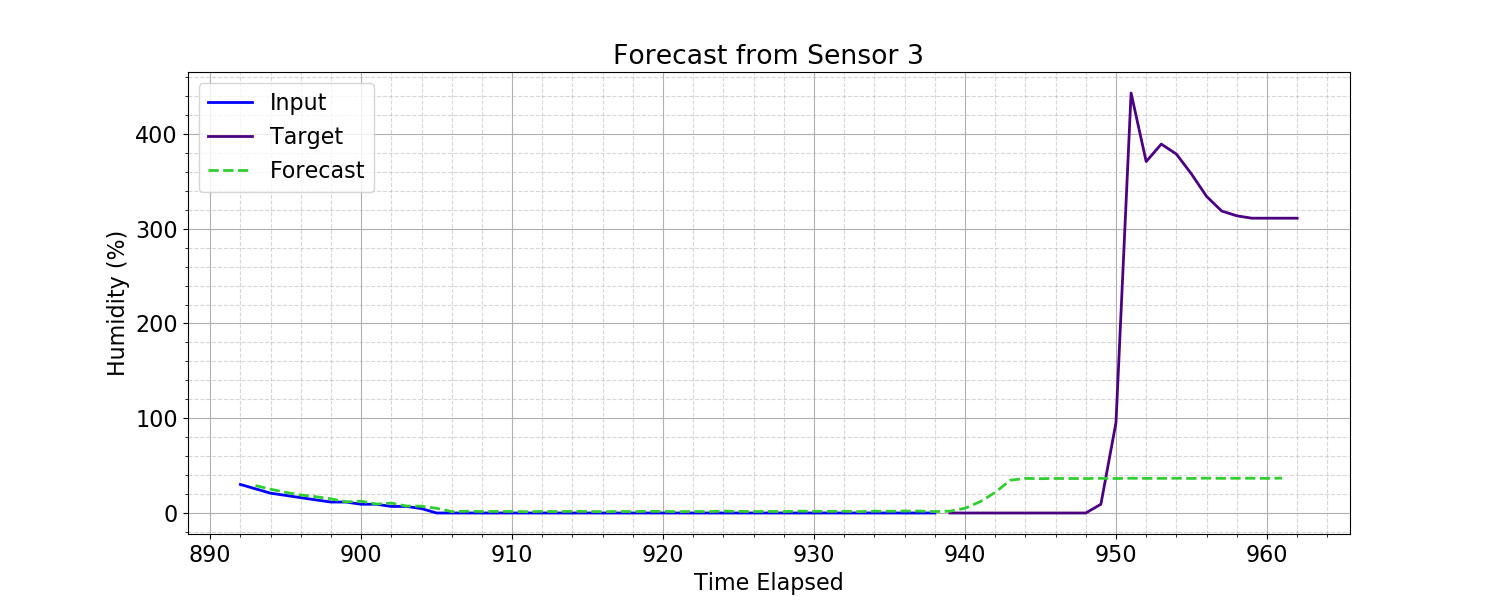 Forecast from Sensor 3
Input
Target
Forecast
Humidity (%)
400
300
200
100
0
890 900 910 920 930 940 950 960
Time Elapsed